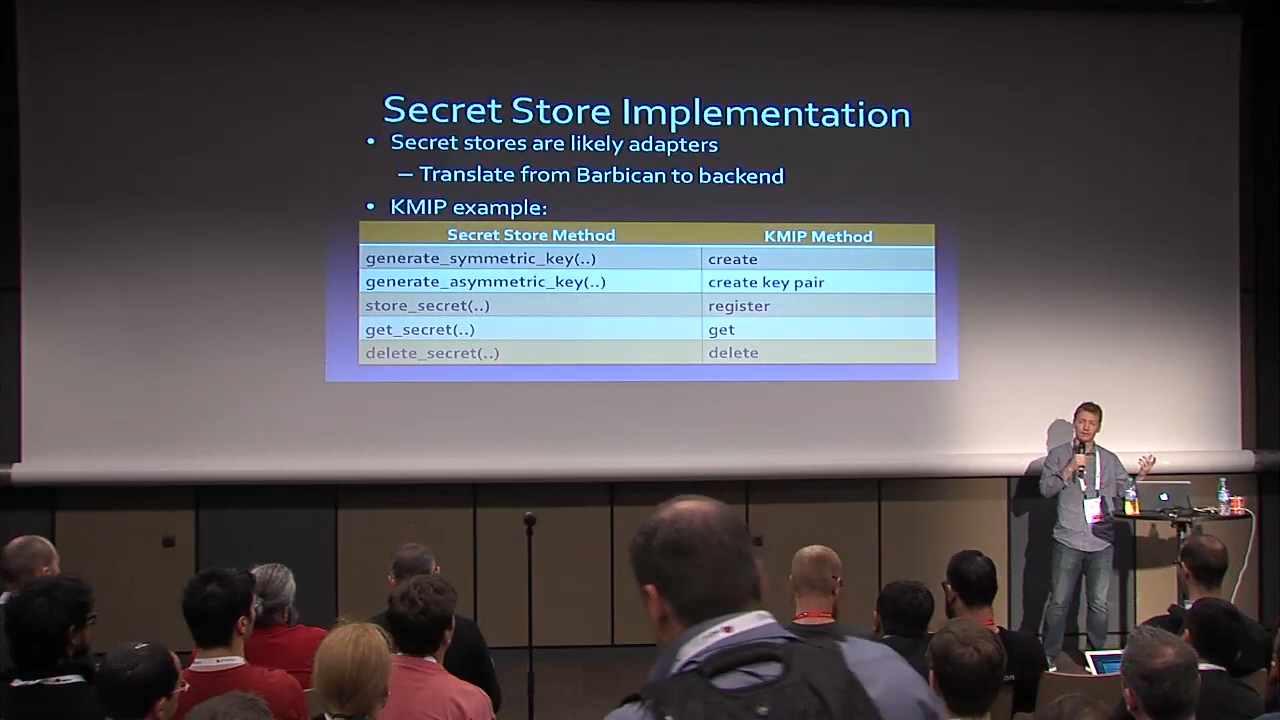 Secret Store Implementation
• Secret stores are likely adapters
– Translate from Barbican to backend
• KMIP example:
Secret Store Method KMIP Method
generate_symmetric_key(..) create
generate_asymmetric_key(..) create key pair
store_secret(..) register
get_secret(..) get
delete_secret(..) delete